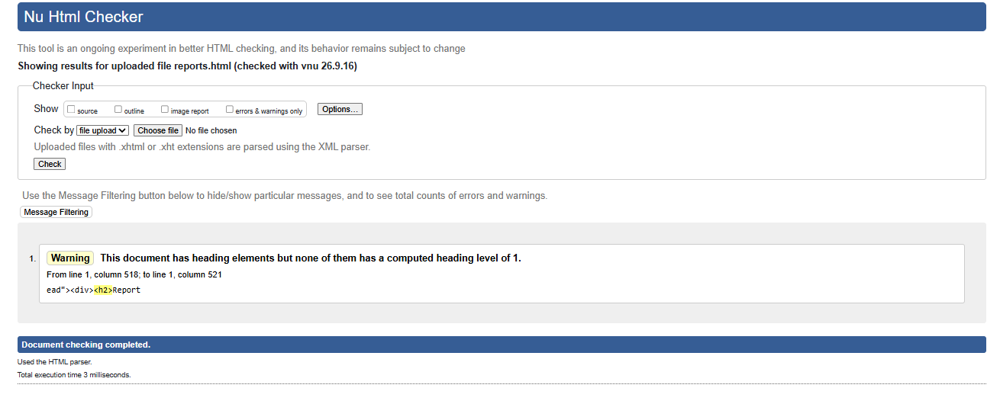 Nu Html Checker
This tool is an ongoing experiment in better HTML checking, and its behavior remains subject to change
Showing results for uploaded file reports.html (checked with vnu 26.9.16)
Checker Input
Show source outline image report errors & warnings only Options...
Check by file upload Choose file No file chosen
Uploaded files with .xhtml or .xht extensions are parsed using the XML parser.
Check
Use the Message Filtering button below to hide/show particular messages, and to see total counts of errors and warnings.
Message Filtering
1. Warning This document has heading elements but none of them has a computed heading level of 1.
From line 1, column 518; to line 1, column 521
ead"><div><h2>Report
Document checking completed.
Used the HTML parser.
Total execution time 3 milliseconds.